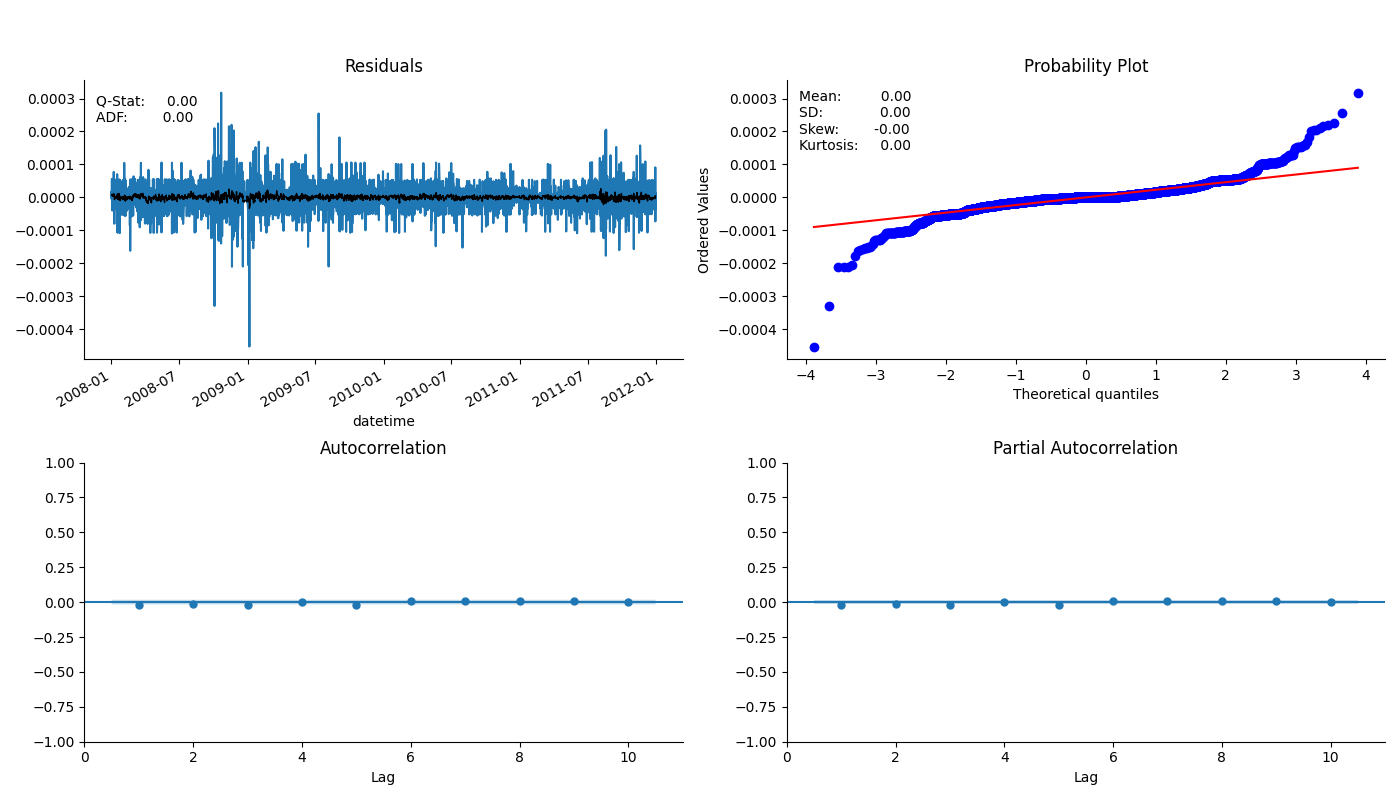 Residuals
Q-Stat: 0.00
ADF: 0.00
0.0003
0.0002
0.0001
0.0000
−0.0001
−0.0002
−0.0003
−0.0004
2008-01
2008-07
2009-01
2009-07
2010-01
2010-07
2011-01
2011-07
2012-01
datetime
Probability Plot
Mean: 0.00
SD: 0.00
Skew: -0.00
Kurtosis: 0.00
Ordered Values
0.0003
0.0002
0.0001
0.0000
−0.0001
−0.0002
−0.0003
−0.0004
−4 −3 −2 −1 0 1 2 3 4
Theoretical quantiles
Autocorrelation
1.00
0.75
0.50
0.25
0.00
−0.25
−0.50
−0.75
−1.00
0 2 4 6 8 10
Lag
Partial Autocorrelation
1.00
0.75
0.50
0.25
0.00
−0.25
−0.50
−0.75
−1.00
0 2 4 6 8 10
Lag